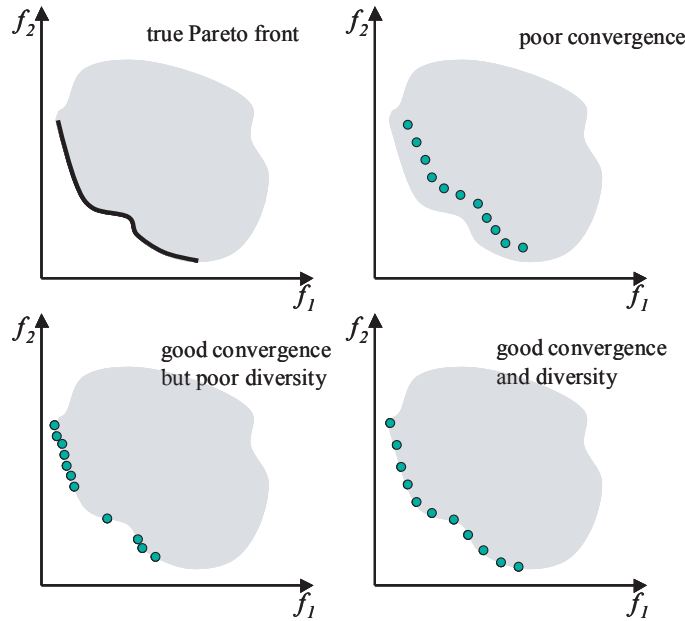 f2
true Pareto front
f1
f2
poor convergence
f1
f2
good convergence
but poor diversity
f1
f2
good convergence
and diversity
f1